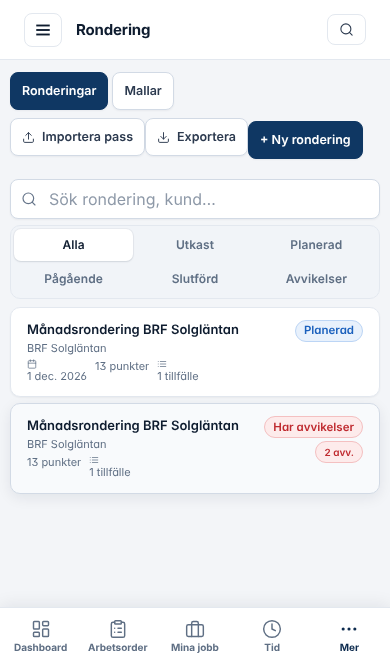 Rondering
Ronderingar Mallar
Importera pass Exportera + Ny rondering
Sök rondering, kund...
Alla Utkast Planerad
Pågående Slutförd Avvikelser
Månadsrondering BRF Solgläntan Planerad
BRF Solgläntan
1 dec. 2026 13 punkter 1 tillfälle
Månadsrondering BRF Solgläntan Har avvikelser
BRF Solgläntan 2 avv.
13 punkter 1 tillfälle
Dashboard Arbetsorder Mina jobb Tid Mer